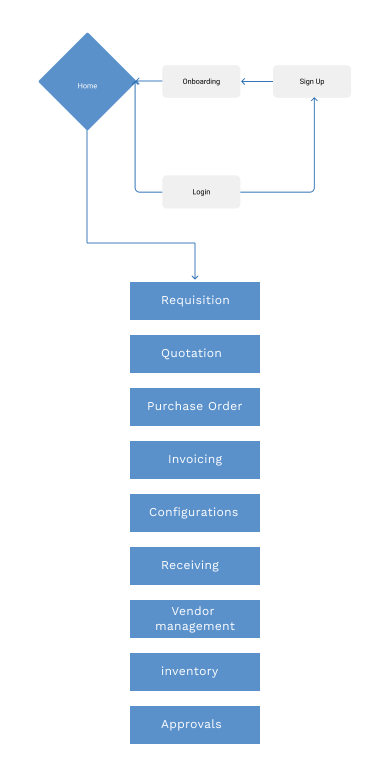 Home
Onboarding
Sign Up
Login
Requisition
Quotation
Purchase Order
Invoicing
Configurations
Receiving
Vendor
management
inventory
Approvals